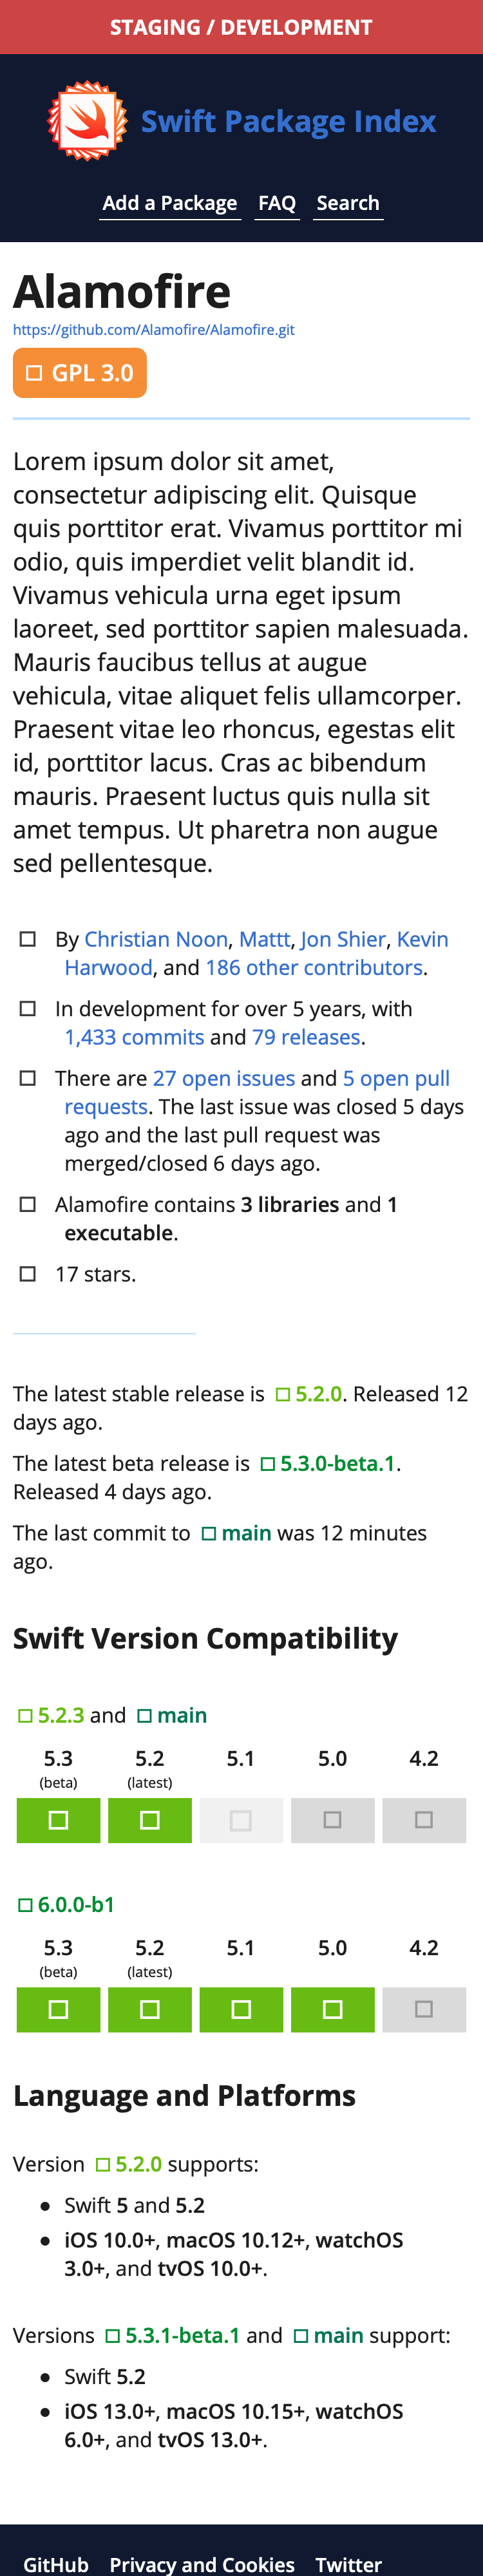 STAGING / DEVELOPMENT
Swift Package Index
Add a Package FAQ Search
Alamofire
https://github.com/Alamofire/Alamofire.git
GPL 3.0
Lorem ipsum dolor sit amet,
consectetur adipiscing elit. Quisque
quis porttitor erat. Vivamus porttitor mi
odio, quis imperdiet velit blandit id.
Vivamus vehicula urna eget ipsum
laoreet, sed porttitor sapien malesuada.
Mauris faucibus tellus at augue
vehicula, vitae aliquet felis ullamcorper.
Praesent vitae leo rhoncus, egestas elit
id, porttitor lacus. Cras ac bibendum
mauris. Praesent luctus quis nulla sit
amet tempus. Ut pharetra non augue
sed pellentesque.
By Christian Noon, Mattt, Jon Shier, Kevin
Harwood, and 186 other contributors.
In development for over 5 years, with
1,433 commits and 79 releases.
There are 27 open issues and 5 open pull
requests. The last issue was closed 5 days
ago and the last pull request was
merged/closed 6 days ago.
Alamofire contains 3 libraries and 1
executable.
17 stars.
The latest stable release is 5.2.0. Released 12
days ago.
The latest beta release is 5.3.0-beta.1.
Released 4 days ago.
The last commit to main was 12 minutes
ago.
Swift Version Compatibility
5.2.3 and main
5.3 5.2 5.1 5.0 4.2
(beta) (latest)
6.0.0-b1
5.3 5.2 5.1 5.0 4.2
(beta) (latest)
Language and Platforms
Version 5.2.0 supports:
Swift 5 and 5.2
iOS 10.0+, macOS 10.12+, watchOS
3.0+, and tvOS 10.0+.
Versions 5.3.1-beta.1 and main support:
Swift 5.2
iOS 13.0+, macOS 10.15+, watchOS
6.0+, and tvOS 13.0+.
GitHub Privacy and Cookies Twitter